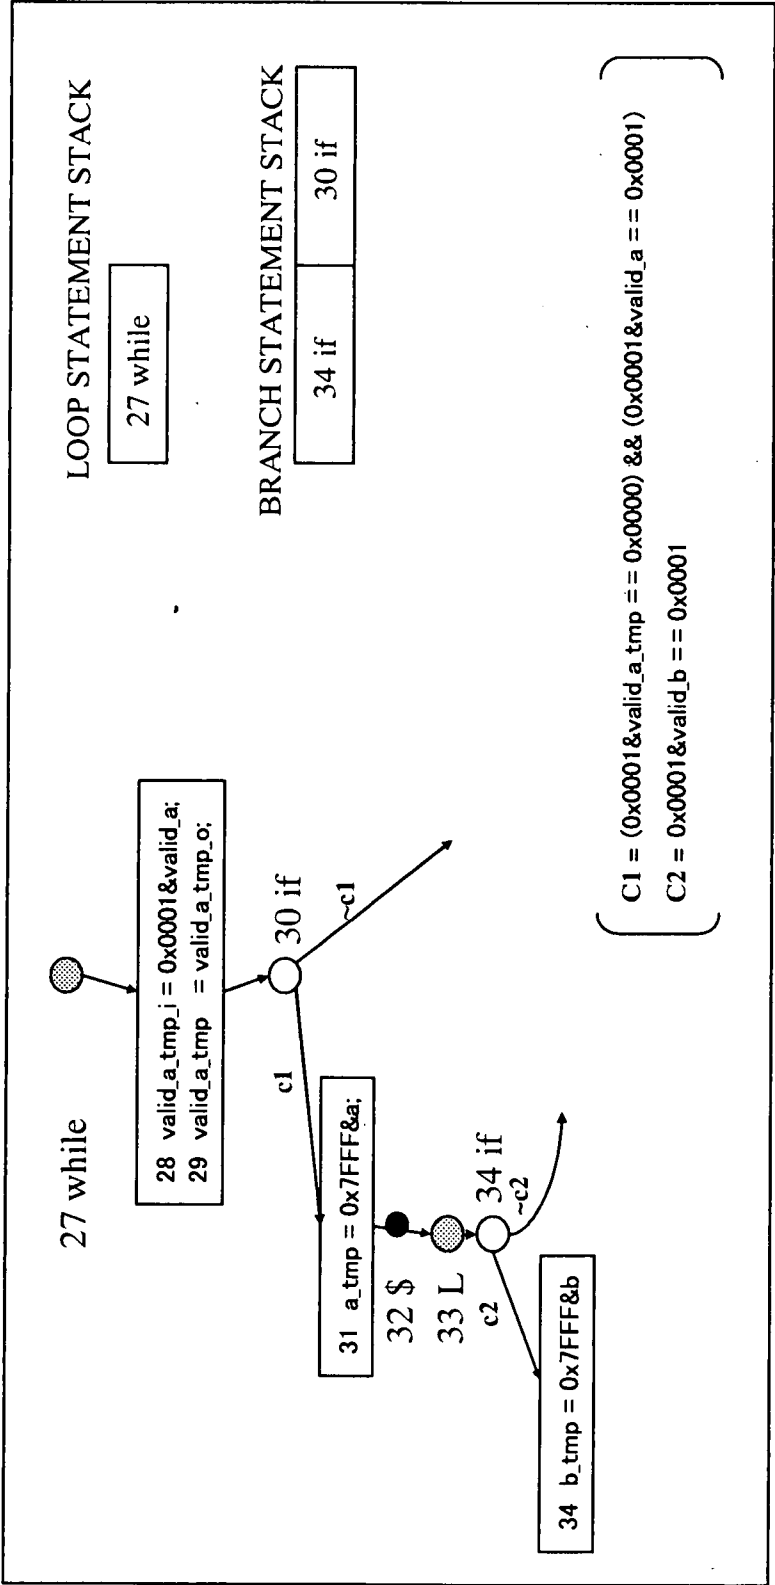 27 while
28 valid_a_tmp_i = 0x0001&valid_a;
29 valid_a_tmp = valid_a_tmp_o;
30 if
c1
~c1
31 a_tmp = 0x7FFF&a;
32 $
33 L
34 if
c2
~c2
34 b_tmp = 0x7FFF&b
LOOP STATEMENT STACK
27 while
BRANCH STATEMENT STACK
34 if
30 if
C1 = (0x0001&valid_a_tmp == 0x0000) && (0x0001&valid_a == 0x0001)
C2 = 0x0001&valid_b == 0x0001